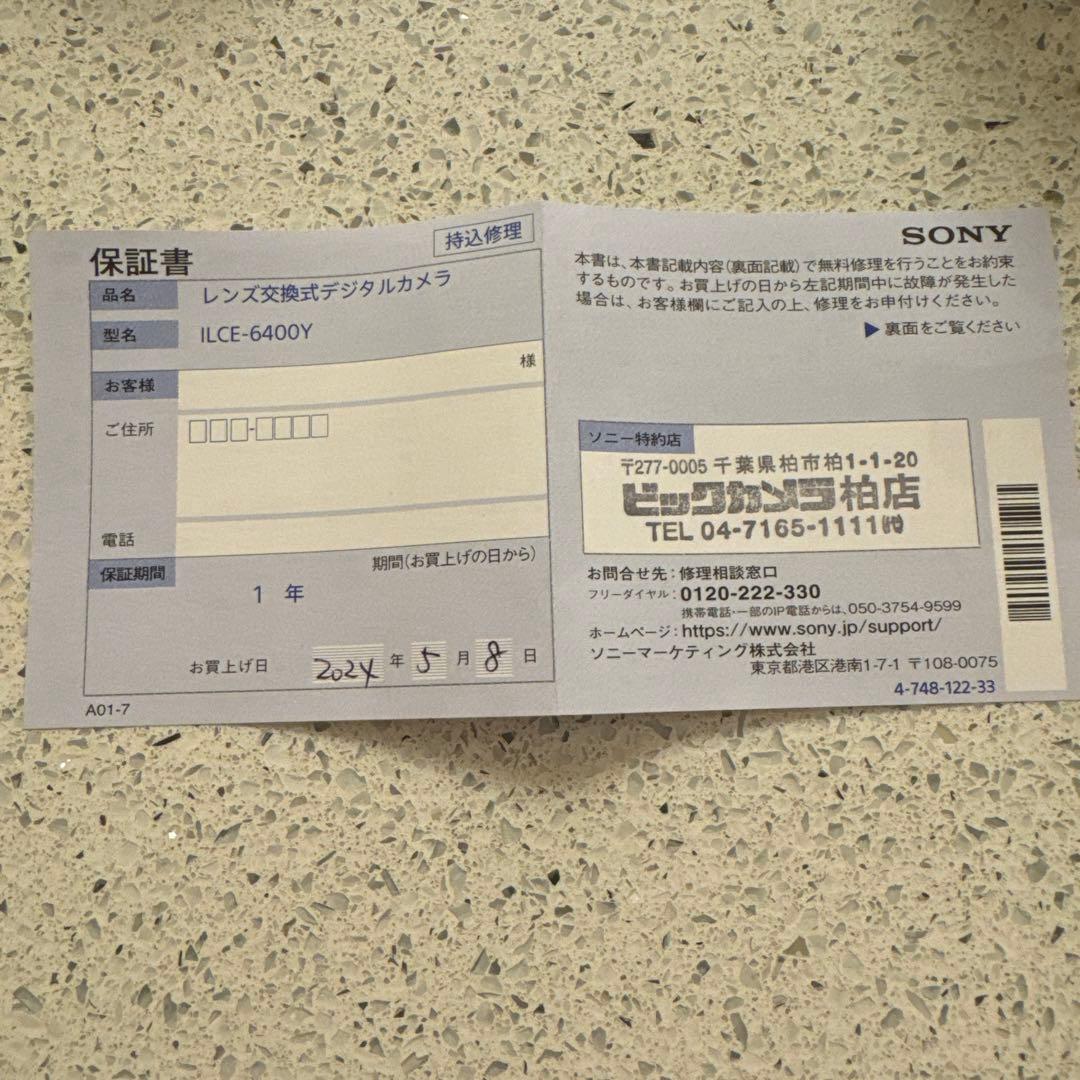 保証書
持込修理
品名 レンズ交換式デジタルカメラ
型名 ILCE-6400Y
お客様 様
ご住所 □□□-□□□□
電話
保証期間 期間(お買上げの日から)
1 年
お買上げ日 2024 年 5 月 8 日
A01-7
SONY
本書は、本書記載内容(裏面記載)で無料修理を行うことをお約束
するものです。お買上げの日から左記期間中に故障が発生した
場合は、お客様欄にご記入の上、修理をお申付けください。
▶裏面をご覧ください
ソニー特約店
〒277-0005 千葉県柏市柏1-1-20
ビックカメラ柏店
TEL 04-7165-1111㈹
お問合せ先:修理相談窓口
フリーダイヤル:0120-222-330
携帯電話・一部のIP電話からは、050-3754-9599
ホームページ:https://www.sony.jp/support/
ソニーマーケティング株式会社
東京都港区港南1-7-1 〒108-0075
4-748-122-33